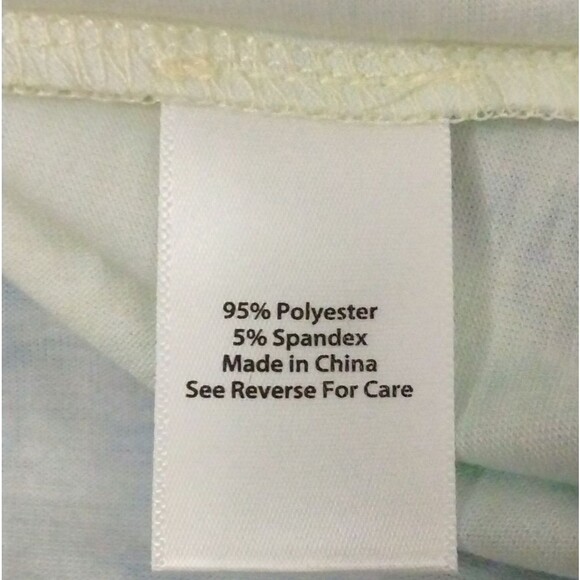 95% Polyester
5% Spandex
Made in China
See Reverse For Care